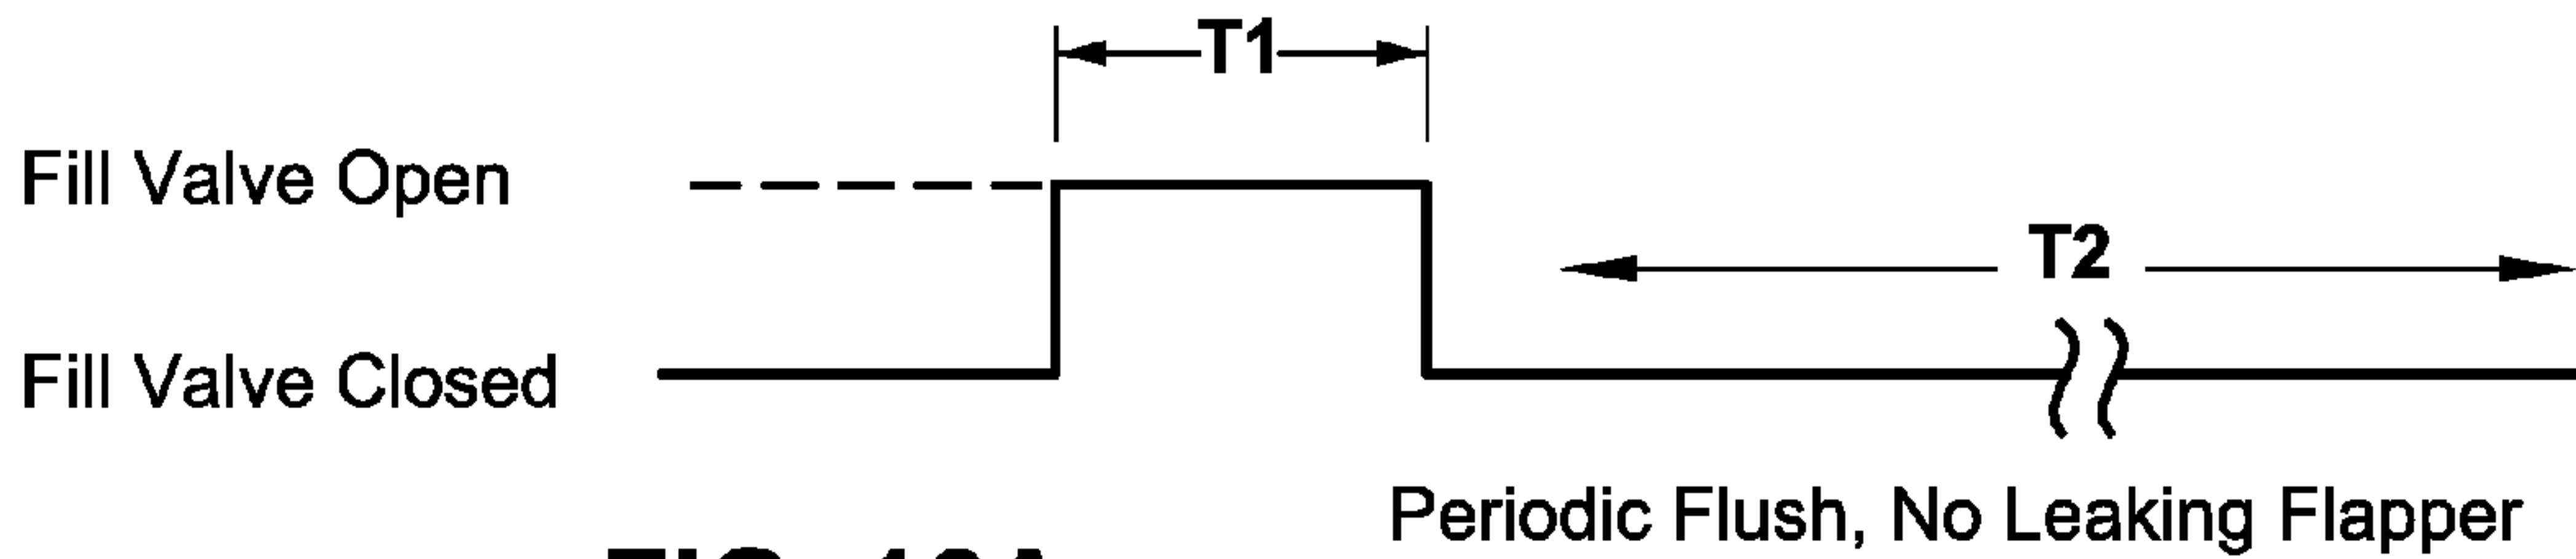 T1
Fill Valve Open
T2
Fill Valve Closed
Periodic Flush, No Leaking Flapper